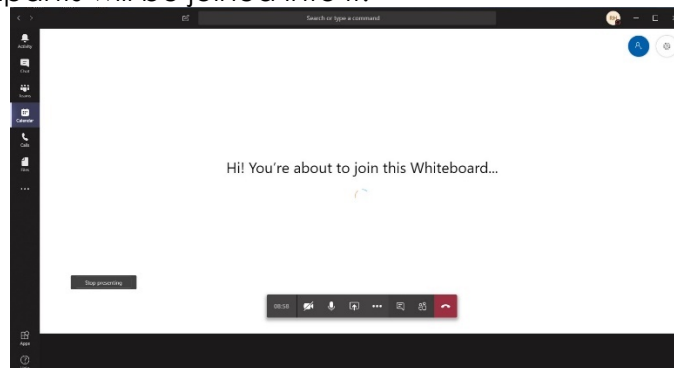 Search or type a command
Activity
Chat
Teams
Calendar
Calls
Files
...
Hi! You're about to join this Whiteboard...
Stop presenting
08:58
Apps